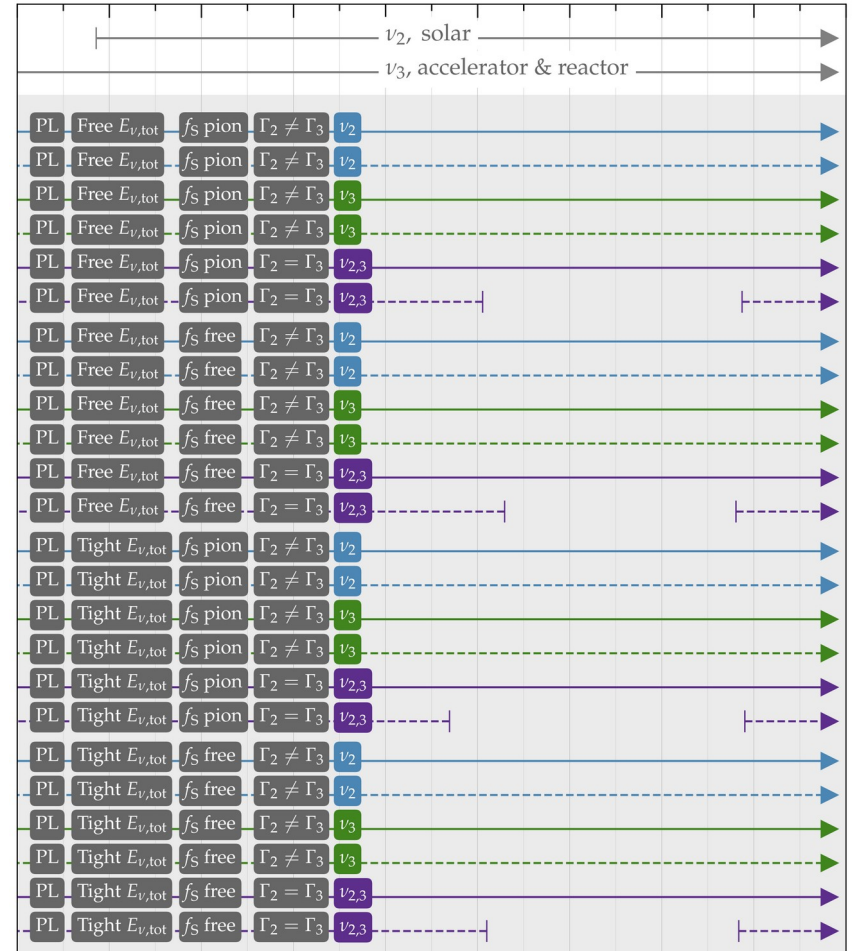 ν₂, solar
ν₃, accelerator & reactor
PL Free Eν,tot fS pion Γ₂ ≠ Γ₃ ν₂
PL Free Eν,tot fS pion Γ₂ ≠ Γ₃ ν₂
PL Free Eν,tot fS pion Γ₂ ≠ Γ₃ ν₃
PL Free Eν,tot fS pion Γ₂ ≠ Γ₃ ν₃
PL Free Eν,tot fS pion Γ₂ = Γ₃ ν₂,₃
PL Free Eν,tot fS pion Γ₂ = Γ₃ ν₂,₃
PL Free Eν,tot fS free Γ₂ ≠ Γ₃ ν₂
PL Free Eν,tot fS free Γ₂ ≠ Γ₃ ν₂
PL Free Eν,tot fS free Γ₂ ≠ Γ₃ ν₃
PL Free Eν,tot fS free Γ₂ ≠ Γ₃ ν₃
PL Free Eν,tot fS free Γ₂ = Γ₃ ν₂,₃
PL Free Eν,tot fS free Γ₂ = Γ₃ ν₂,₃
PL Tight Eν,tot fS pion Γ₂ ≠ Γ₃ ν₂
PL Tight Eν,tot fS pion Γ₂ ≠ Γ₃ ν₂
PL Tight Eν,tot fS pion Γ₂ ≠ Γ₃ ν₃
PL Tight Eν,tot fS pion Γ₂ ≠ Γ₃ ν₃
PL Tight Eν,tot fS pion Γ₂ = Γ₃ ν₂,₃
PL Tight Eν,tot fS pion Γ₂ = Γ₃ ν₂,₃
PL Tight Eν,tot fS free Γ₂ ≠ Γ₃ ν₂
PL Tight Eν,tot fS free Γ₂ ≠ Γ₃ ν₂
PL Tight Eν,tot fS free Γ₂ ≠ Γ₃ ν₃
PL Tight Eν,tot fS free Γ₂ ≠ Γ₃ ν₃
PL Tight Eν,tot fS free Γ₂ = Γ₃ ν₂,₃
PL Tight Eν,tot fS free Γ₂ = Γ₃ ν₂,₃